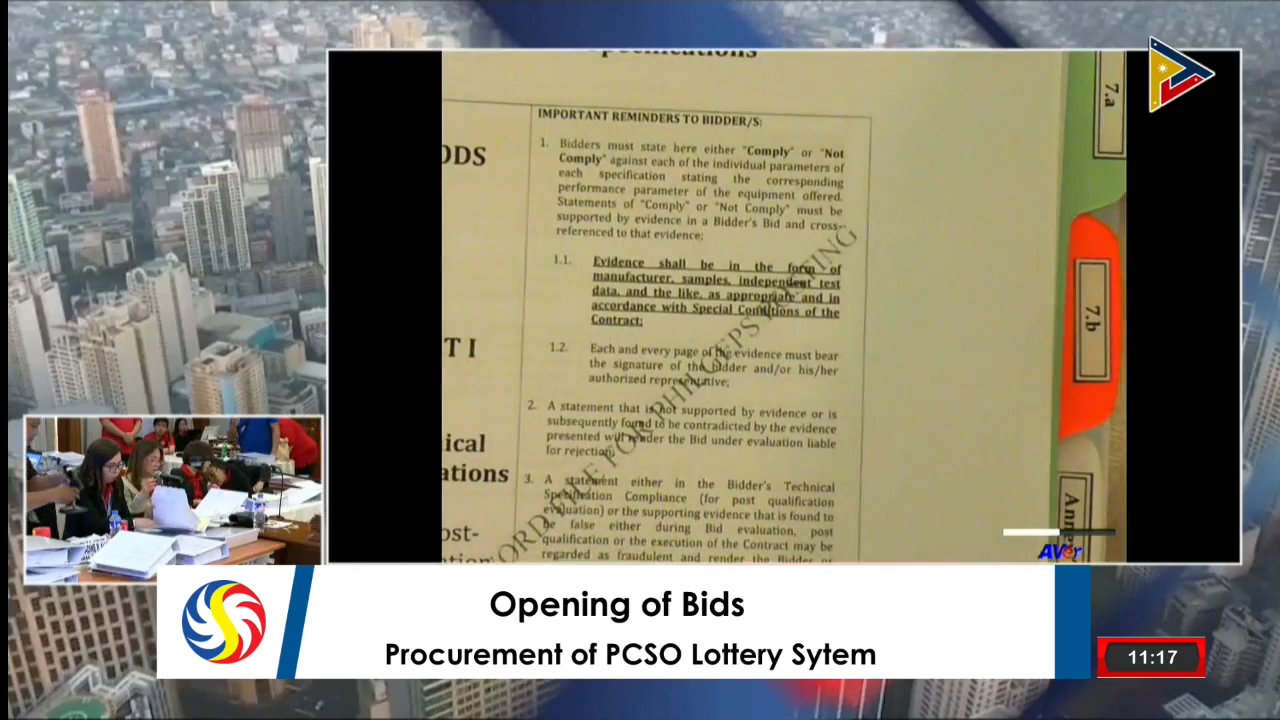 Specifications
IMPORTANT REMINDERS TO BIDDER/S:
1. Bidders must state here either "Comply" or "Not
Comply" against each of the individual parameters of
each specification stating the corresponding
performance parameter of the equipment offered.
Statements of "Comply" or "Not Comply" must be
supported by evidence in a Bidder's Bid and cross-
referenced to that evidence;
1.1. Evidence shall be in the form of
manufacturer, samples, independent test
data, and the like, as appropriate and in
accordance with Special Conditions of the
Contract;
1.2. Each and every page of the evidence must bear
the signature of the bidder and/or his/her
authorized representative;
2. A statement that is not supported by evidence or is
subsequently found to be contradicted by the evidence
presented will render the Bid under evaluation liable
for rejection;
3. A statement either in the Bidder's Technical
Specification Compliance (for post qualification
evaluation) or the supporting evidence that is found to
be false either during Bid evaluation, post
qualification or the execution of the Contract may be
regarded as fraudulent and render the Bidder or
ODS
T I
ical
ations
ost-
ation
ORD FILE FOR PHILGEPS POSTING
7.a
7.b
Anne
AVer
Opening of Bids
Procurement of PCSO Lottery Sytem
11:17